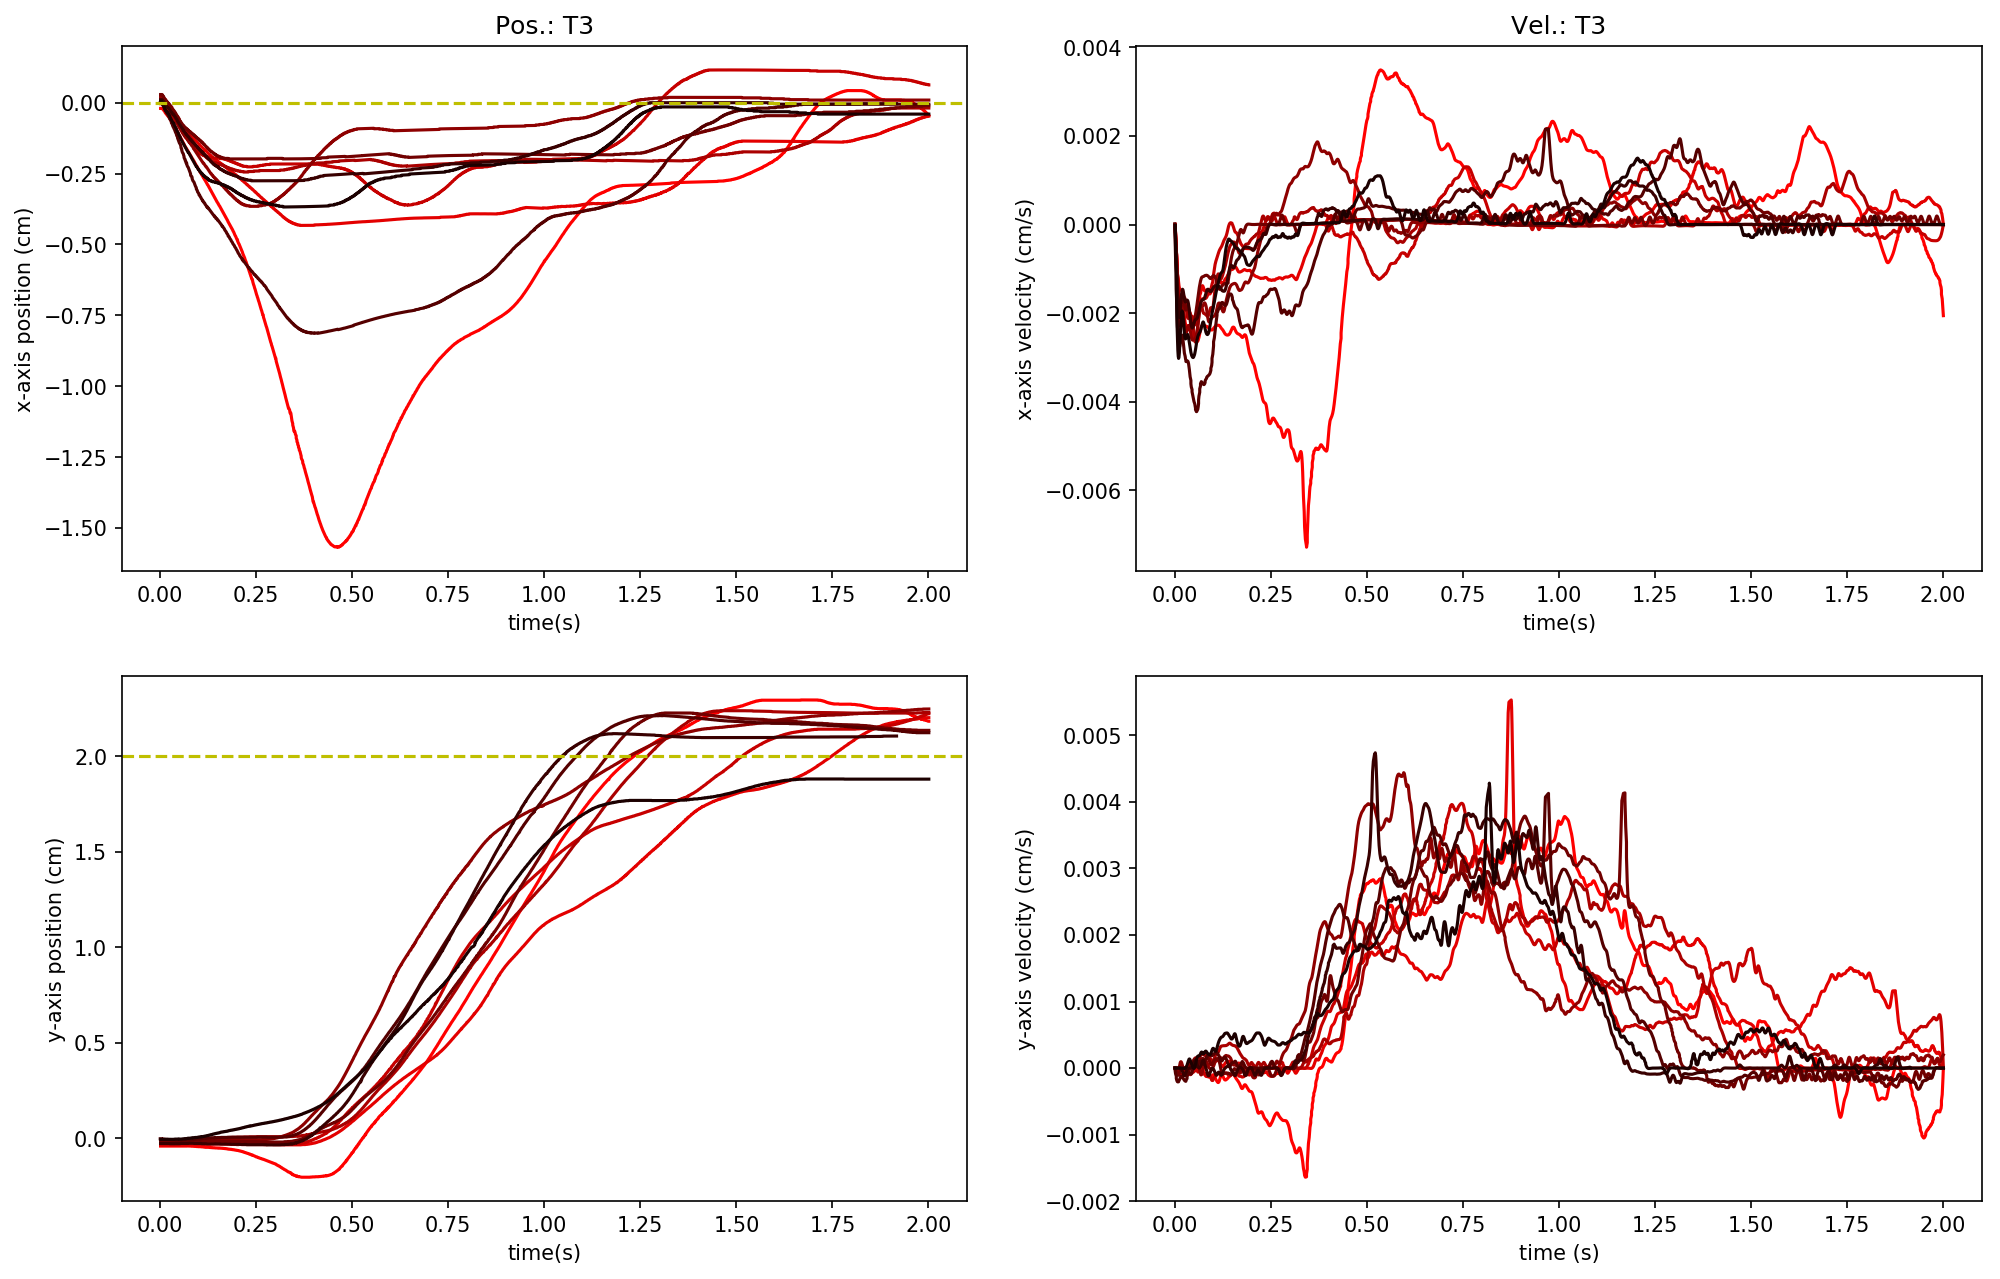 Pos.: T3
x-axis position (cm)
0.00
−0.25
−0.50
−0.75
−1.00
−1.25
−1.50
0.00 0.25 0.50 0.75 1.00 1.25 1.50 1.75 2.00
time(s)
Vel.: T3
x-axis velocity (cm/s)
0.004
0.002
0.000
−0.002
−0.004
−0.006
0.00 0.25 0.50 0.75 1.00 1.25 1.50 1.75 2.00
time(s)
y-axis position (cm)
2.0
1.5
1.0
0.5
0.0
0.00 0.25 0.50 0.75 1.00 1.25 1.50 1.75 2.00
time(s)
y-axis velocity (cm/s)
0.005
0.004
0.003
0.002
0.001
0.000
−0.001
−0.002
0.00 0.25 0.50 0.75 1.00 1.25 1.50 1.75 2.00
time (s)